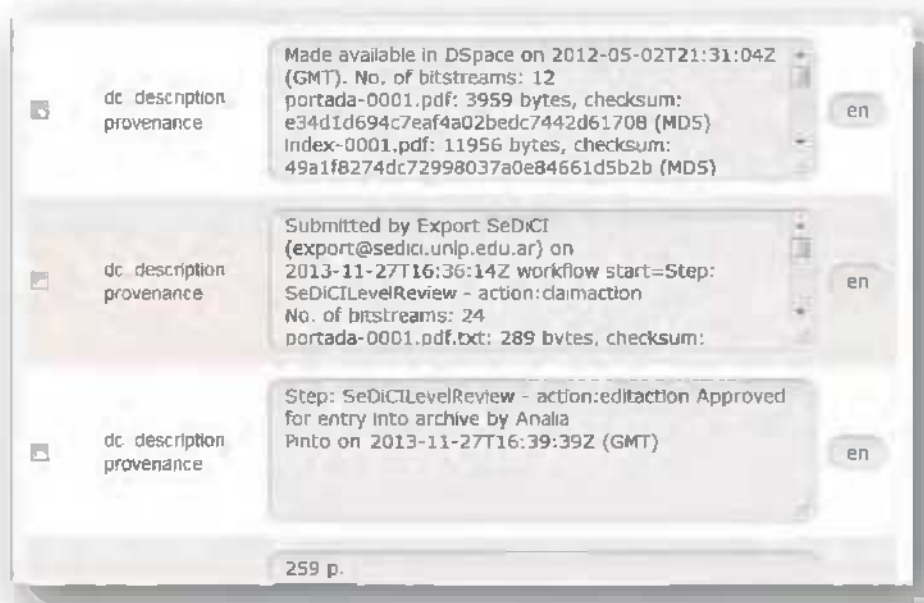 Made available in DSpace on 2012-05-02T21:31:04Z
(GMT). No. of bitstreams: 12
dc description
provenance
portada-0001.pdf: 3959 bytes, checksum:
e34d1d694c7eaf4a02bedc7442d61708 (MD5)
en
Index-0001.pdf: 11956 bytes, checksum:
49a1f8274dc72998037a0e84661d5b2b (MD5)
Submitted by Export SeDiCI
(export@sedici.unlp.edu.ar) on
dc description
provenance
2013-11-27T16:36:14Z workflow start=Step:
SeDiCILevelReview - action:claimaction
en
No. of bitstreams: 24
portada-0001.pdf.txt: 289 bytes, checksum:
Step: SeDiCILevelReview - action:editaction Approved
for entry into archive by Analia
dc description
provenance
Pinto on 2013-11-27T16:39:39Z (GMT)
en
259 p.